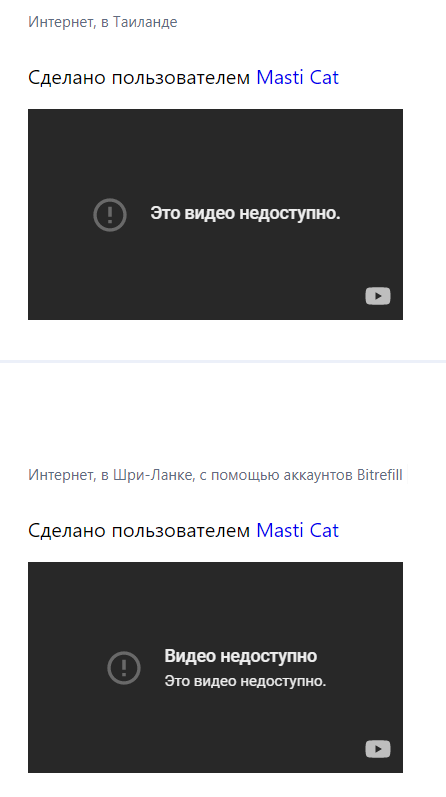 Интернет, в Таиланде
Сделано пользователем Masti Cat
Это видео недоступно.
Интернет, в Шри-Ланке, с помощью аккаунтов Bitrefill
Сделано пользователем Masti Cat
Видео недоступно
Это видео недоступно.